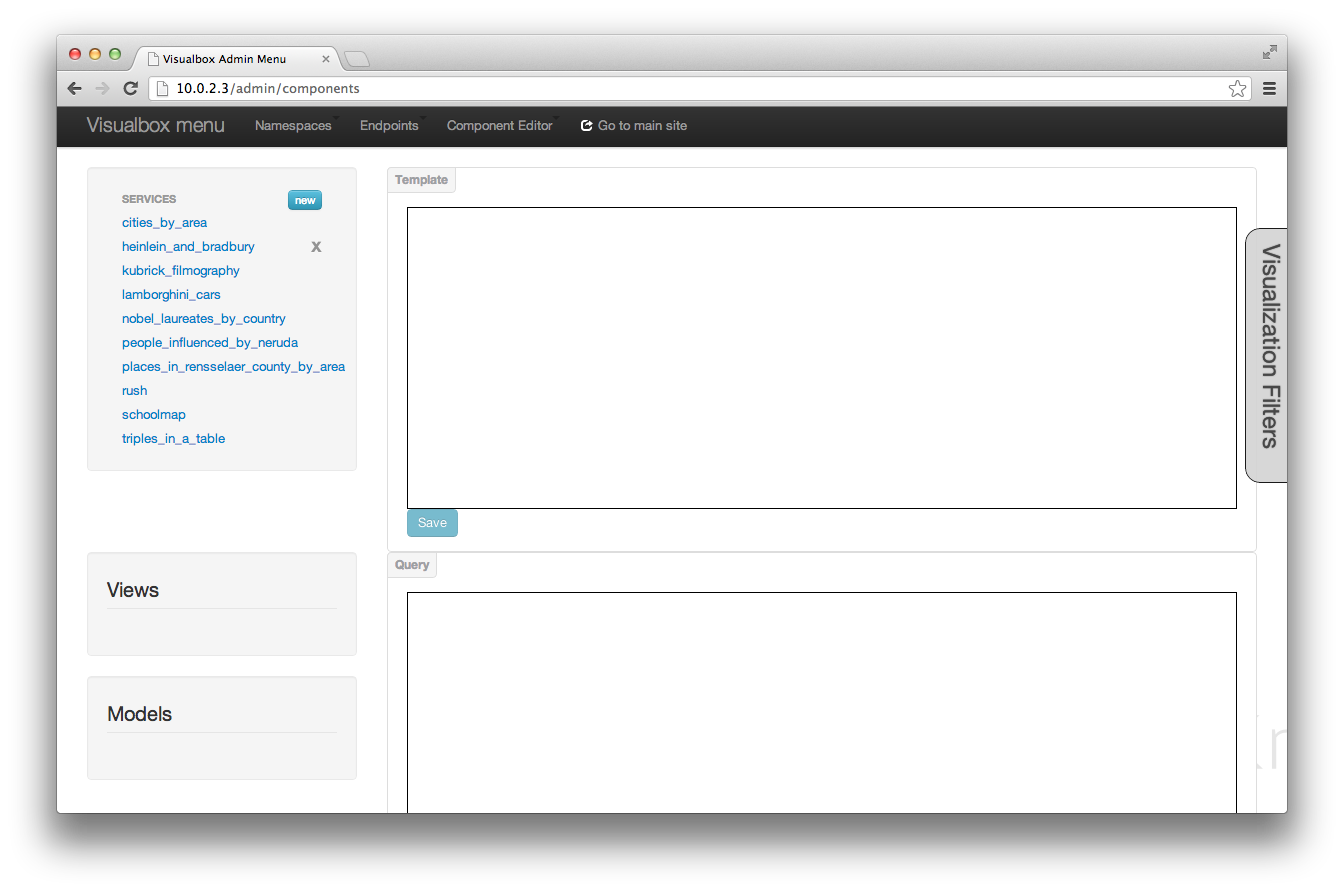 Visualbox Admin Menu
10.0.2.3/admin/components
Visualbox menu Namespaces Endpoints Component Editor Go to main site
SERVICES new
cities_by_area
heinlein_and_bradbury X
kubrick_filmography
lamborghini_cars
nobel_laureates_by_country
people_influenced_by_neruda
places_in_rensselaer_county_by_area
rush
schoolmap
triples_in_a_table
Template
Save
Visualization Filters
Query
Views
Models